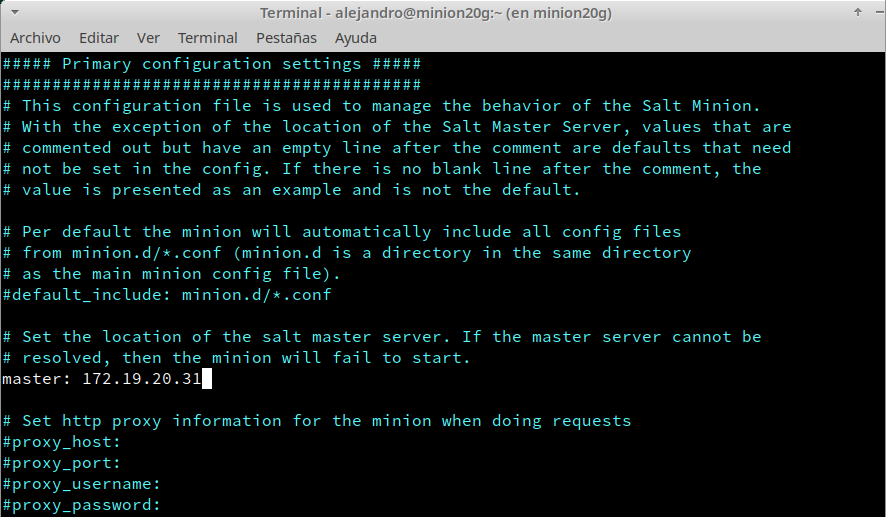 Terminal - alejandro@minion20g:~ (en minion20g)
Archivo Editar Ver Terminal Pestañas Ayuda
##### Primary configuration settings #####
##########################################
# This configuration file is used to manage the behavior of the Salt Minion.
# With the exception of the location of the Salt Master Server, values that are
# commented out but have an empty line after the comment are defaults that need
# not be set in the config. If there is no blank line after the comment, the
# value is presented as an example and is not the default.
# Per default the minion will automatically include all config files
# from minion.d/*.conf (minion.d is a directory in the same directory
# as the main minion config file).
#default_include: minion.d/*.conf
# Set the location of the salt master server. If the master server cannot be
# resolved, then the minion will fail to start.
master: 172.19.20.31
# Set http proxy information for the minion when doing requests
#proxy_host:
#proxy_port:
#proxy_username:
#proxy_password: